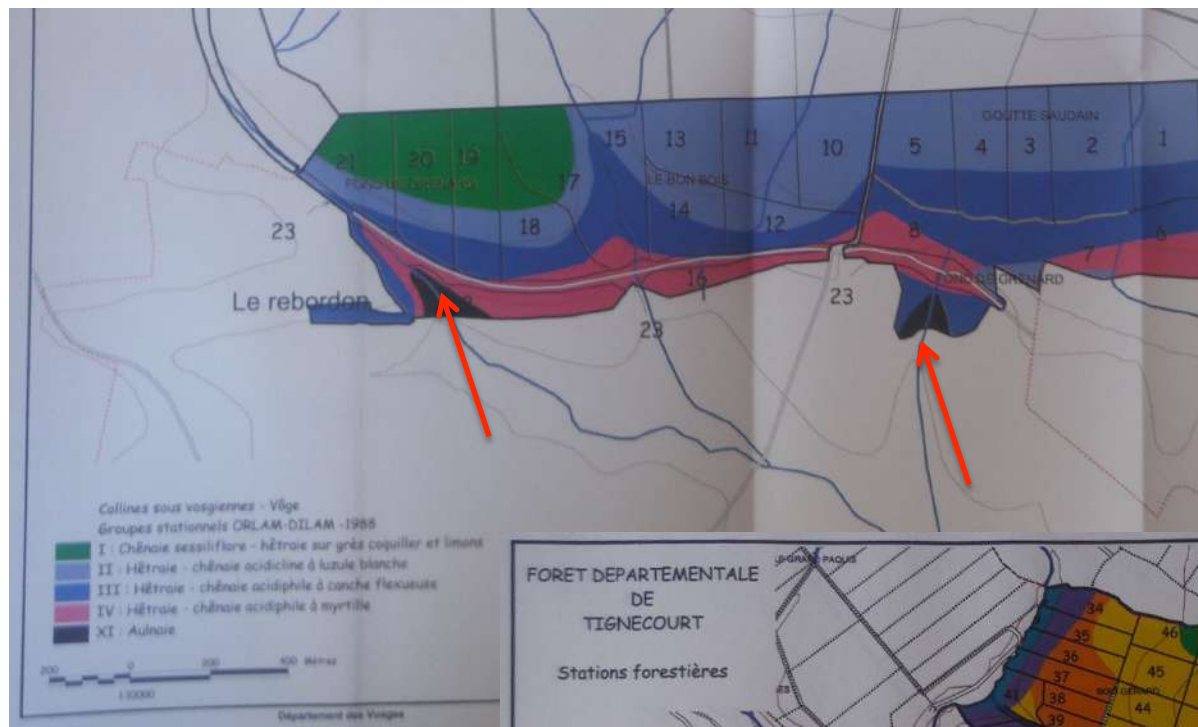 21
20
19
17
18
FOND DE GRENARD
15
13
11
10
LE BON BOIS
14
12
5
4
3
2
1
GOUTTE SAUDAIN
8
7
6
FOND DE GRENARD
23
Le rebordon
16
23
23
Collines sous vosgiennes - Vôge
Groupes stationnels ORLAM-DILAM -1988
I : Chênaie sessiliflore - hêtraie sur grès coquiller et limons
II : Hêtraie - chênaie acidicline à luzule blanche
III : Hêtraie - chênaie acidiphile à canche flexueuse
IV : Hêtraie - chênaie acidiphile à myrtille
XI : Aulnaie
200 0 200 400 Mètres
1:10000
Département des Vosges
FORET DEPARTEMENTALE
DE
TIGNECOURT
Stations forestières
34
35
36
37
38
39
41
46
45
44
BOIS GERARD